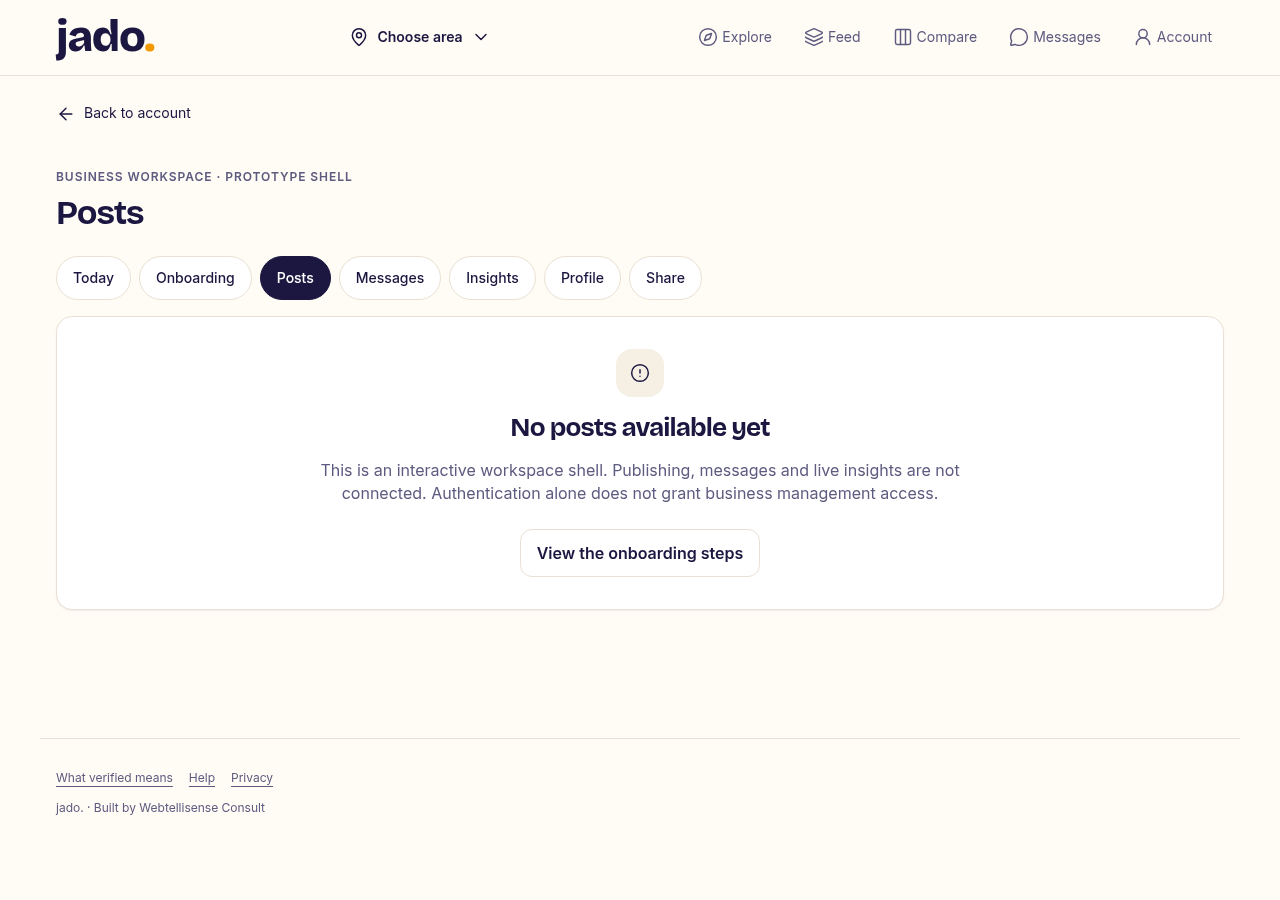 jado.
Choose area
Explore
Feed
Compare
Messages
Account
Back to account
BUSINESS WORKSPACE · PROTOTYPE SHELL
Posts
Today
Onboarding
Posts
Messages
Insights
Profile
Share
No posts available yet
This is an interactive workspace shell. Publishing, messages and live insights are not
connected. Authentication alone does not grant business management access.
View the onboarding steps
What verified means
Help
Privacy
jado. · Built by Webtellisense Consult